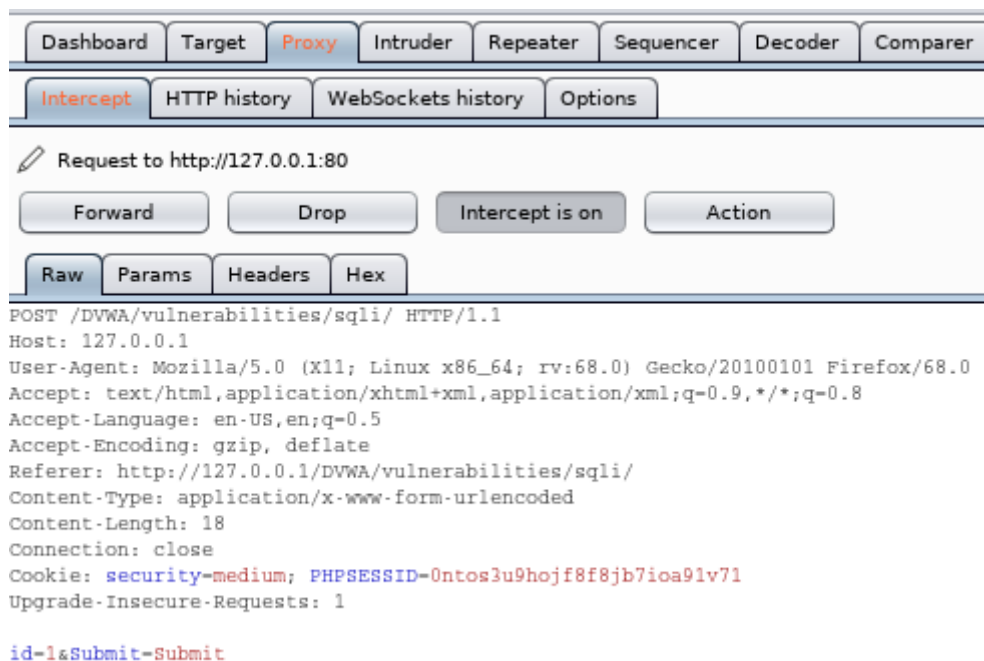 Dashboard Target Proxy Intruder Repeater Sequencer Decoder Comparer
Intercept HTTP history WebSockets history Options
Request to http://127.0.0.1:80
Forward Drop Intercept is on Action
Raw Params Headers Hex
POST /DVWA/vulnerabilities/sqli/ HTTP/1.1
Host: 127.0.0.1
User-Agent: Mozilla/5.0 (X11; Linux x86_64; rv:68.0) Gecko/20100101 Firefox/68.0
Accept: text/html,application/xhtml+xml,application/xml;q=0.9,*/*;q=0.8
Accept-Language: en-US,en;q=0.5
Accept-Encoding: gzip, deflate
Referer: http://127.0.0.1/DVWA/vulnerabilities/sqli/
Content-Type: application/x-www-form-urlencoded
Content-Length: 18
Connection: close
Cookie: security=medium; PHPSESSID=0ntos3u9hojf8f8jb7ioa91v71
Upgrade-Insecure-Requests: 1
id=1&Submit=Submit